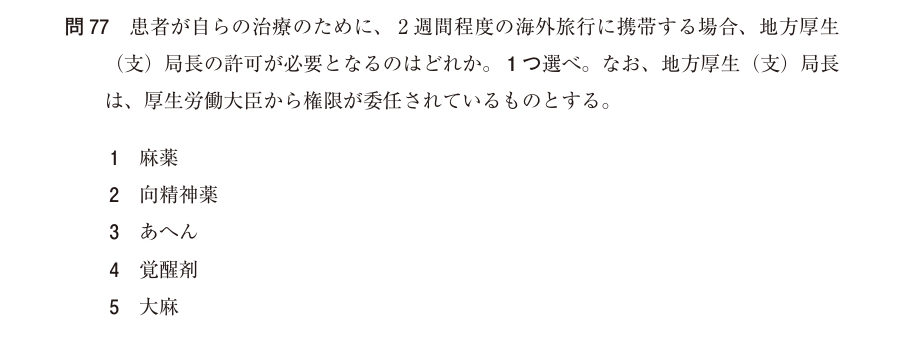 問 77　患者が自らの治療のために、２週間程度の海外旅行に携帯する場合、地方厚生
（支）局長の許可が必要となるのはどれか。１つ選べ。なお、地方厚生（支）局長
は、厚生労働大臣から権限が委任されているものとする。
1　麻薬
2　向精神薬
3　あへん
4　覚醒剤
5　大麻